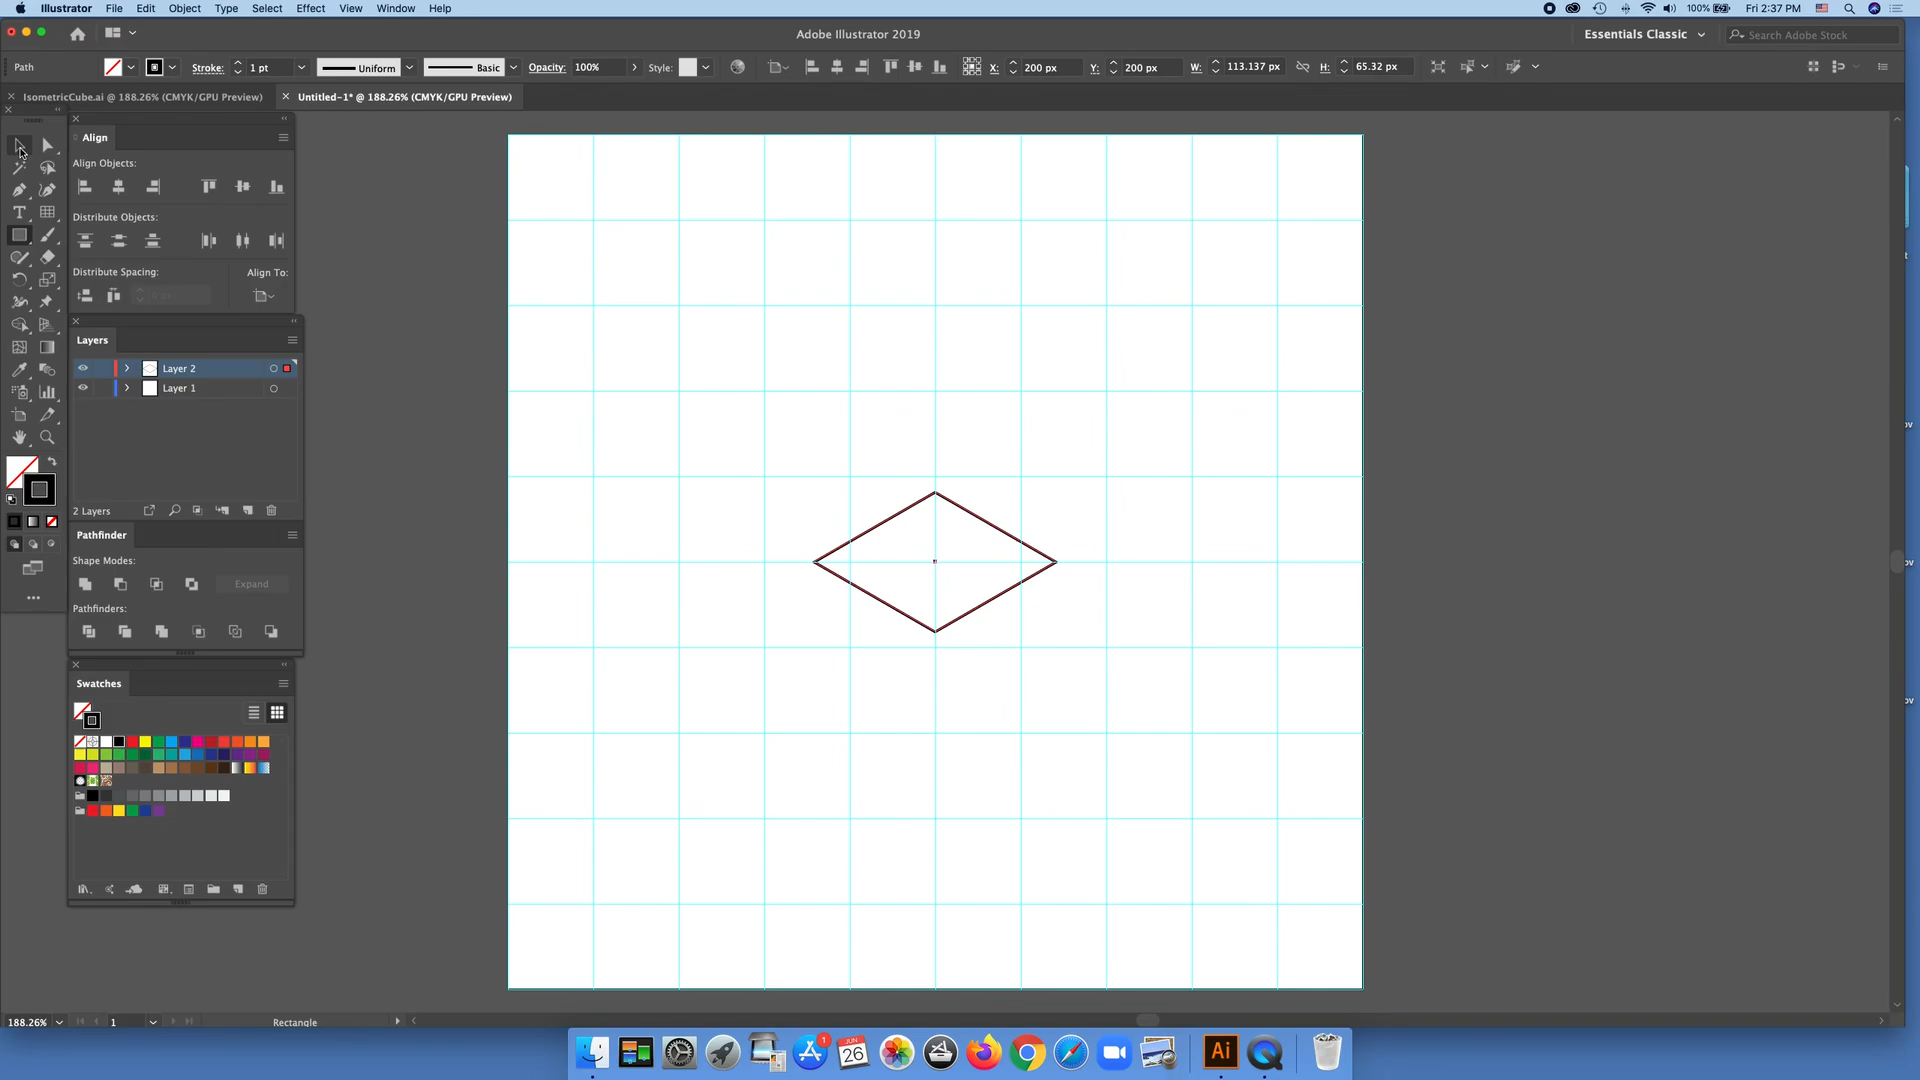 Illustrator File Edit Object Type Select Effect View Window Help 100% Fri 2:37 PM
Adobe Illustrator 2019 Essentials Classic Search Adobe Stock
Path Stroke: 1 pt Uniform Basic Opacity: 100% Style: X: 200 px Y: 200 px W: 113.137 px H: 65.32 px
IsometricCube.ai @ 188.26% (CMYK/GPU Preview) Untitled-1* @ 188.26% (CMYK/GPU Preview)
Align
Align Objects:
Distribute Objects:
Distribute Spacing: Align To:
Layers
Layer 2
Layer 1
2 Layers
Pathfinder
Shape Modes:
Expand
Pathfinders:
Swatches
188.26% 1 Rectangle
1
JUN
26
Ai